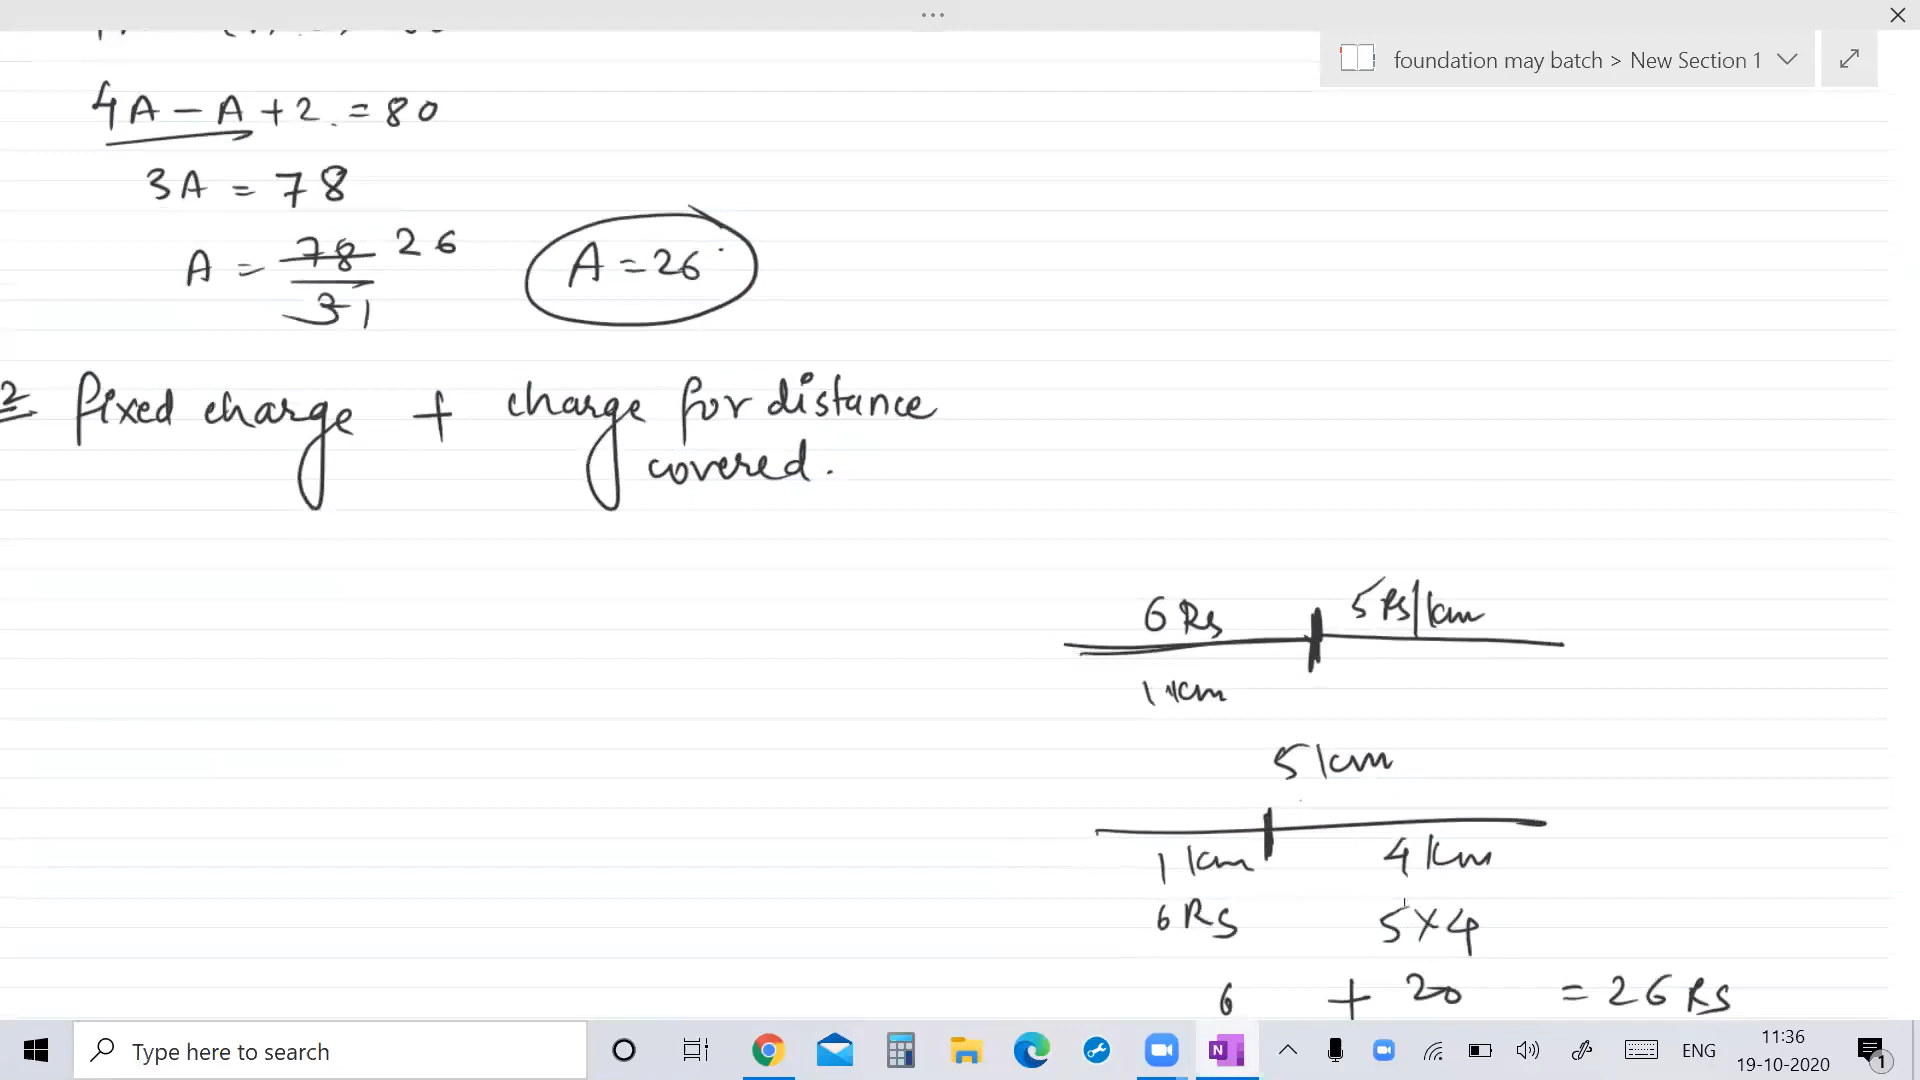 foundation may batch > New Section 1
4A - A + 2 = 80
3A = 78
A = 78/3 26
1
A = 26
2 fixed charge + charge for distance
covered.
6 Rs 5 Rs/km
1 km
5 km
1 km 4 km
6 Rs 5×4
6 + 20 = 26 Rs
Type here to search
N
ENG
11:36
19-10-2020
1